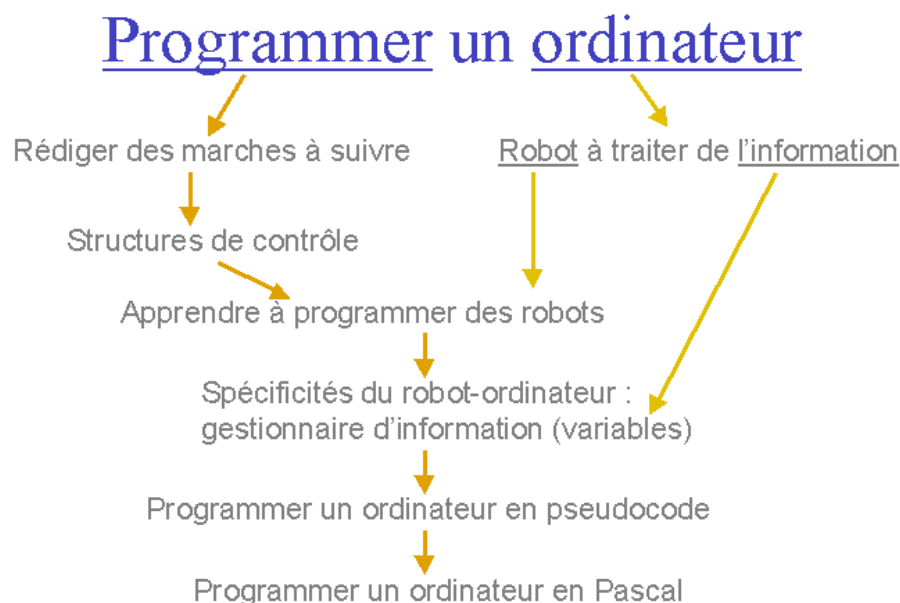 Programmer un ordinateur
Rédiger des marches à suivre
Robot à traiter de l'information
Structures de contrôle
Apprendre à programmer des robots
Spécificités du robot-ordinateur :
gestionnaire d'information (variables)
Programmer un ordinateur en pseudocode
Programmer un ordinateur en Pascal